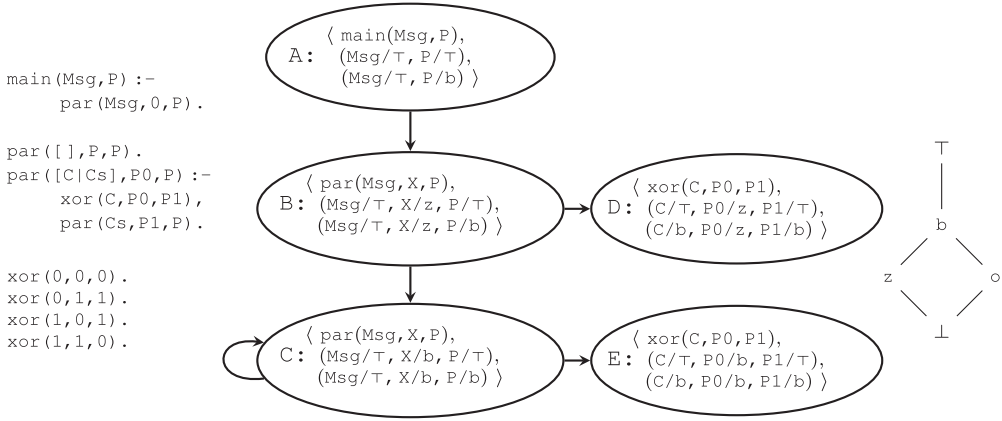 main(Msg,P):-
par(Msg,0,P).
par([],P,P).
par([C|Cs],P0,P):-
xor(C,P0,P1),
par(Cs,P1,P).
xor(0,0,0).
xor(0,1,1).
xor(1,0,1).
xor(1,1,0).
A: ⟨ main(Msg,P),
(Msg/⊤, P/⊤),
(Msg/⊤, P/b) ⟩
B: ⟨ par(Msg,X,P),
(Msg/⊤, X/z, P/⊤),
(Msg/⊤, X/z, P/b) ⟩
D: ⟨ xor(C,P0,P1),
(C/⊤, P0/z, P1/⊤),
(C/b, P0/z, P1/b) ⟩
C: ⟨ par(Msg,X,P),
(Msg/⊤, X/b, P/⊤),
(Msg/⊤, X/b, P/b) ⟩
E: ⟨ xor(C,P0,P1),
(C/⊤, P0/b, P1/⊤),
(C/b, P0/b, P1/b) ⟩
⊤
b
z o
⊥